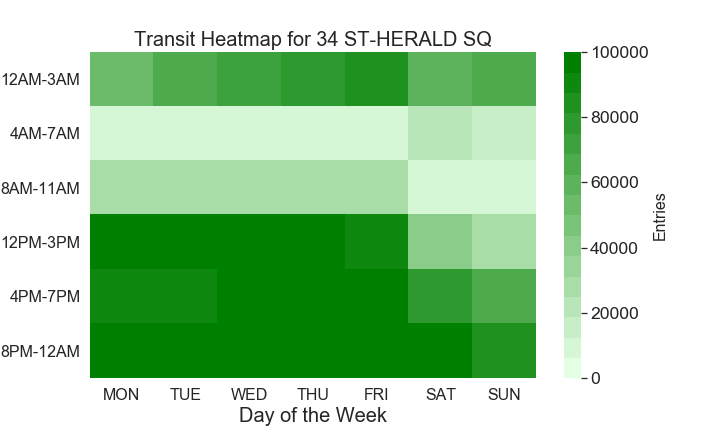 Transit Heatmap for 34 ST-HERALD SQ
12AM-3AM
4AM-7AM
8AM-11AM
12PM-3PM
4PM-7PM
8PM-12AM
MON TUE WED THU FRI SAT SUN
Day of the Week
100000
80000
60000
40000
20000
0
Entries